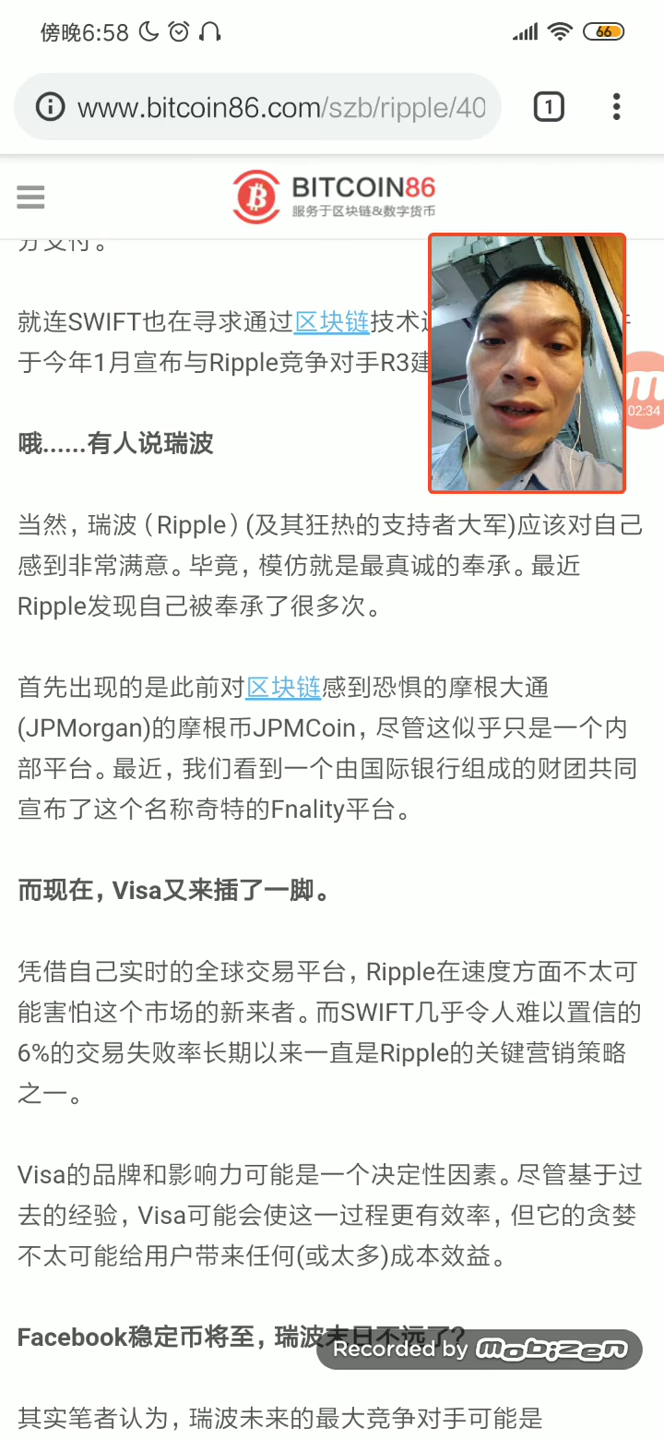 傍晚6:58
66
www.bitcoin86.com/szb/ripple/40
1
BITCOIN86
服务于区块链&数字货币
方支付。
就连SWIFT也在寻求通过区块链技术
于今年1月宣布与Ripple竞争对手R3建
02:34
哦......有人说瑞波
当然，瑞波（Ripple）(及其狂热的支持者大军)应该对自己
感到非常满意。毕竟，模仿就是最真诚的奉承。最近
Ripple发现自己被奉承了很多次。
首先出现的是此前对区块链感到恐惧的摩根大通
(JPMorgan)的摩根币JPMCoin，尽管这似乎只是一个内
部平台。最近，我们看到一个由国际银行组成的财团共同
宣布了这个名称奇特的Fnality平台。
而现在，Visa又来插了一脚。
凭借自己实时的全球交易平台，Ripple在速度方面不太可
能害怕这个市场的新来者。而SWIFT几乎令人难以置信的
6%的交易失败率长期以来一直是Ripple的关键营销策略
之一。
Visa的品牌和影响力可能是一个决定性因素。尽管基于过
去的经验，Visa可能会使这一过程更有效率，但它的贪婪
不太可能给用户带来任何(或太多)成本效益。
Facebook稳定币将至，瑞波末日不远了?
Recorded by mobizen
其实笔者认为，瑞波未来的最大竞争对手可能是